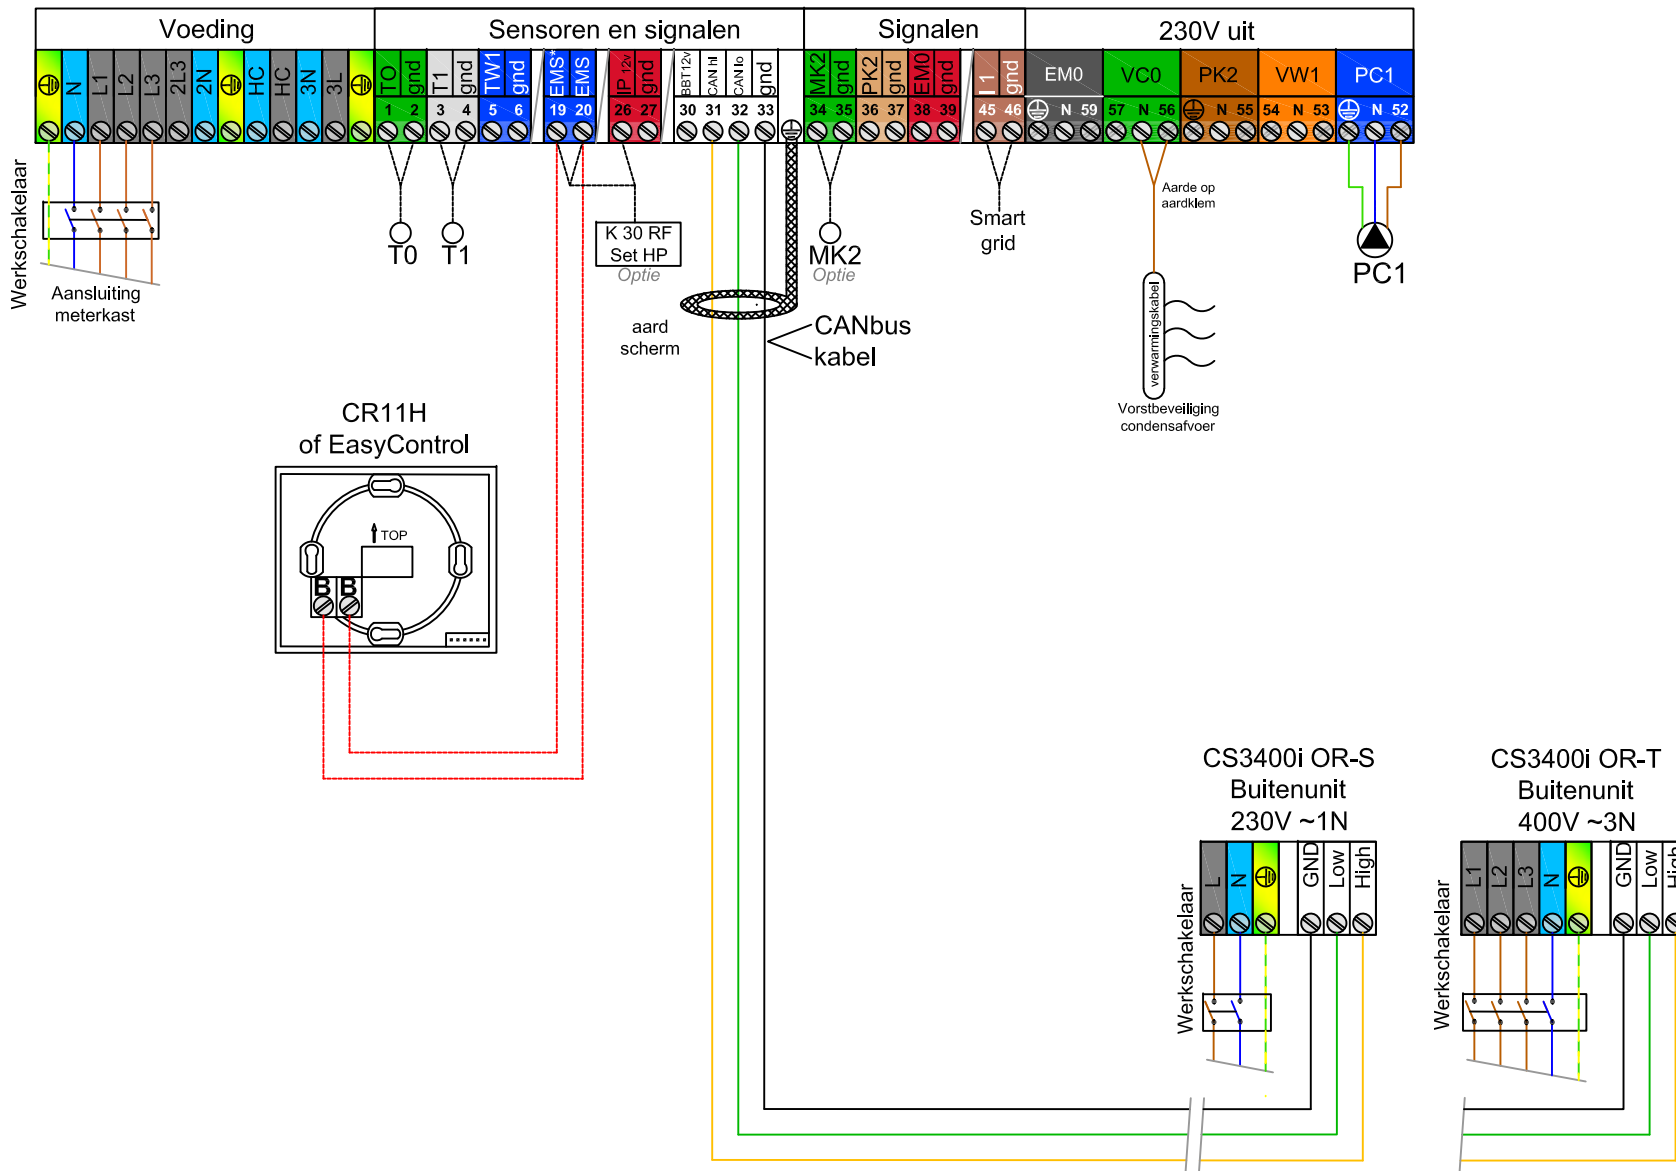 Voeding
Sensoren en signalen
Signalen
230V uit
N L1 L2 L3 2L3 2N HC HC 3N 3L
TO gnd T1 gnd TW1 gnd EMS* EMS IP 12v gnd BBT12v CAN hI CAN lo gnd
MK2 gnd PK2 gnd EM0 gnd I 1 gnd
EM0 VC0 PK2 VW1 PC1
1 2 3 4 5 6 19 20 26 27 30 31 32 33 34 35 36 37 38 39 45 46 N 59 57 N 56 N 55 54 N 53 N 52
Werkschakelaar
Aansluiting
meterkast
T0
T1
K 30 RF
Set HP
Optie
MK2
Optie
Smart
grid
Aarde op
aardklem
verwarmingskabel
Vorstbeveiliging
condensafvoer
PC1
aard
scherm
CANbus
kabel
CR11H
of EasyControl
TOP
B B
CS3400i OR-S
Buitenunit
230V ~1N
L N GND Low High
Werkschakelaar
CS3400i OR-T
Buitenunit
400V ~3N
L1 L2 L3 N GND Low High
Werkschakelaar